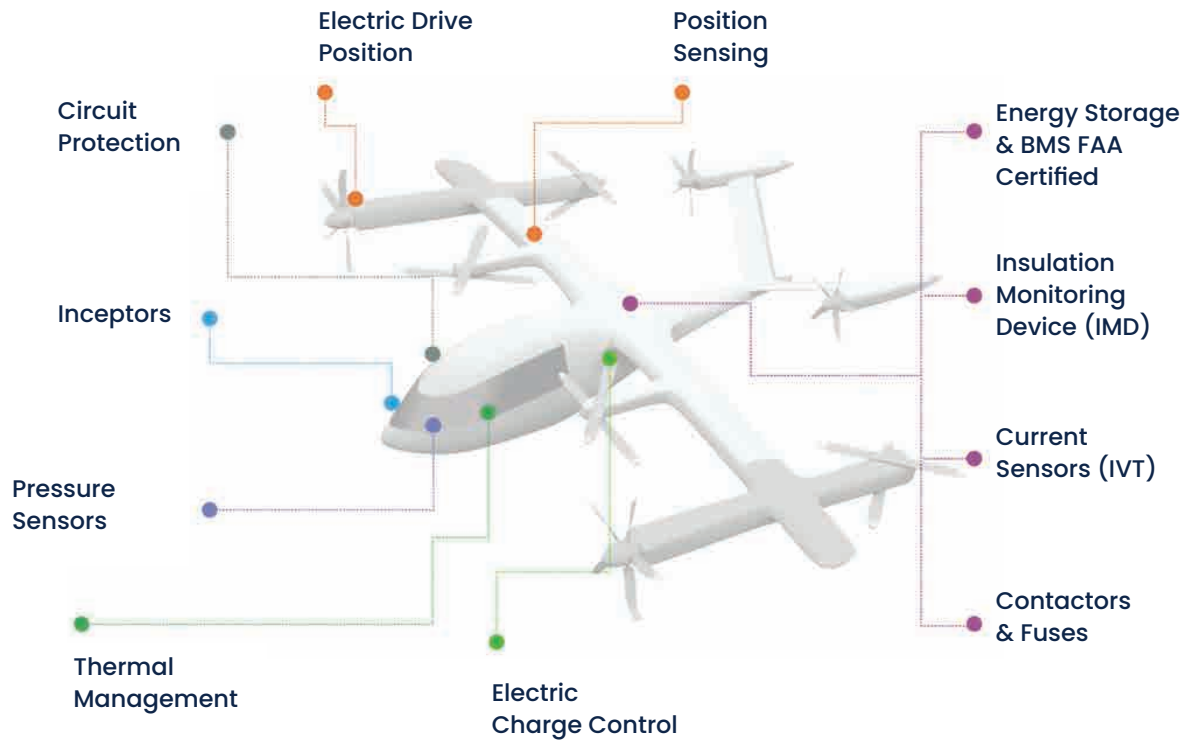 Electric Drive
Position
Position
Sensing
Circuit
Protection
Energy Storage
& BMS FAA
Certified
Inceptors
Insulation
Monitoring
Device (IMD)
Current
Sensors (IVT)
Pressure
Sensors
Contactors
& Fuses
Thermal
Management
Electric
Charge Control